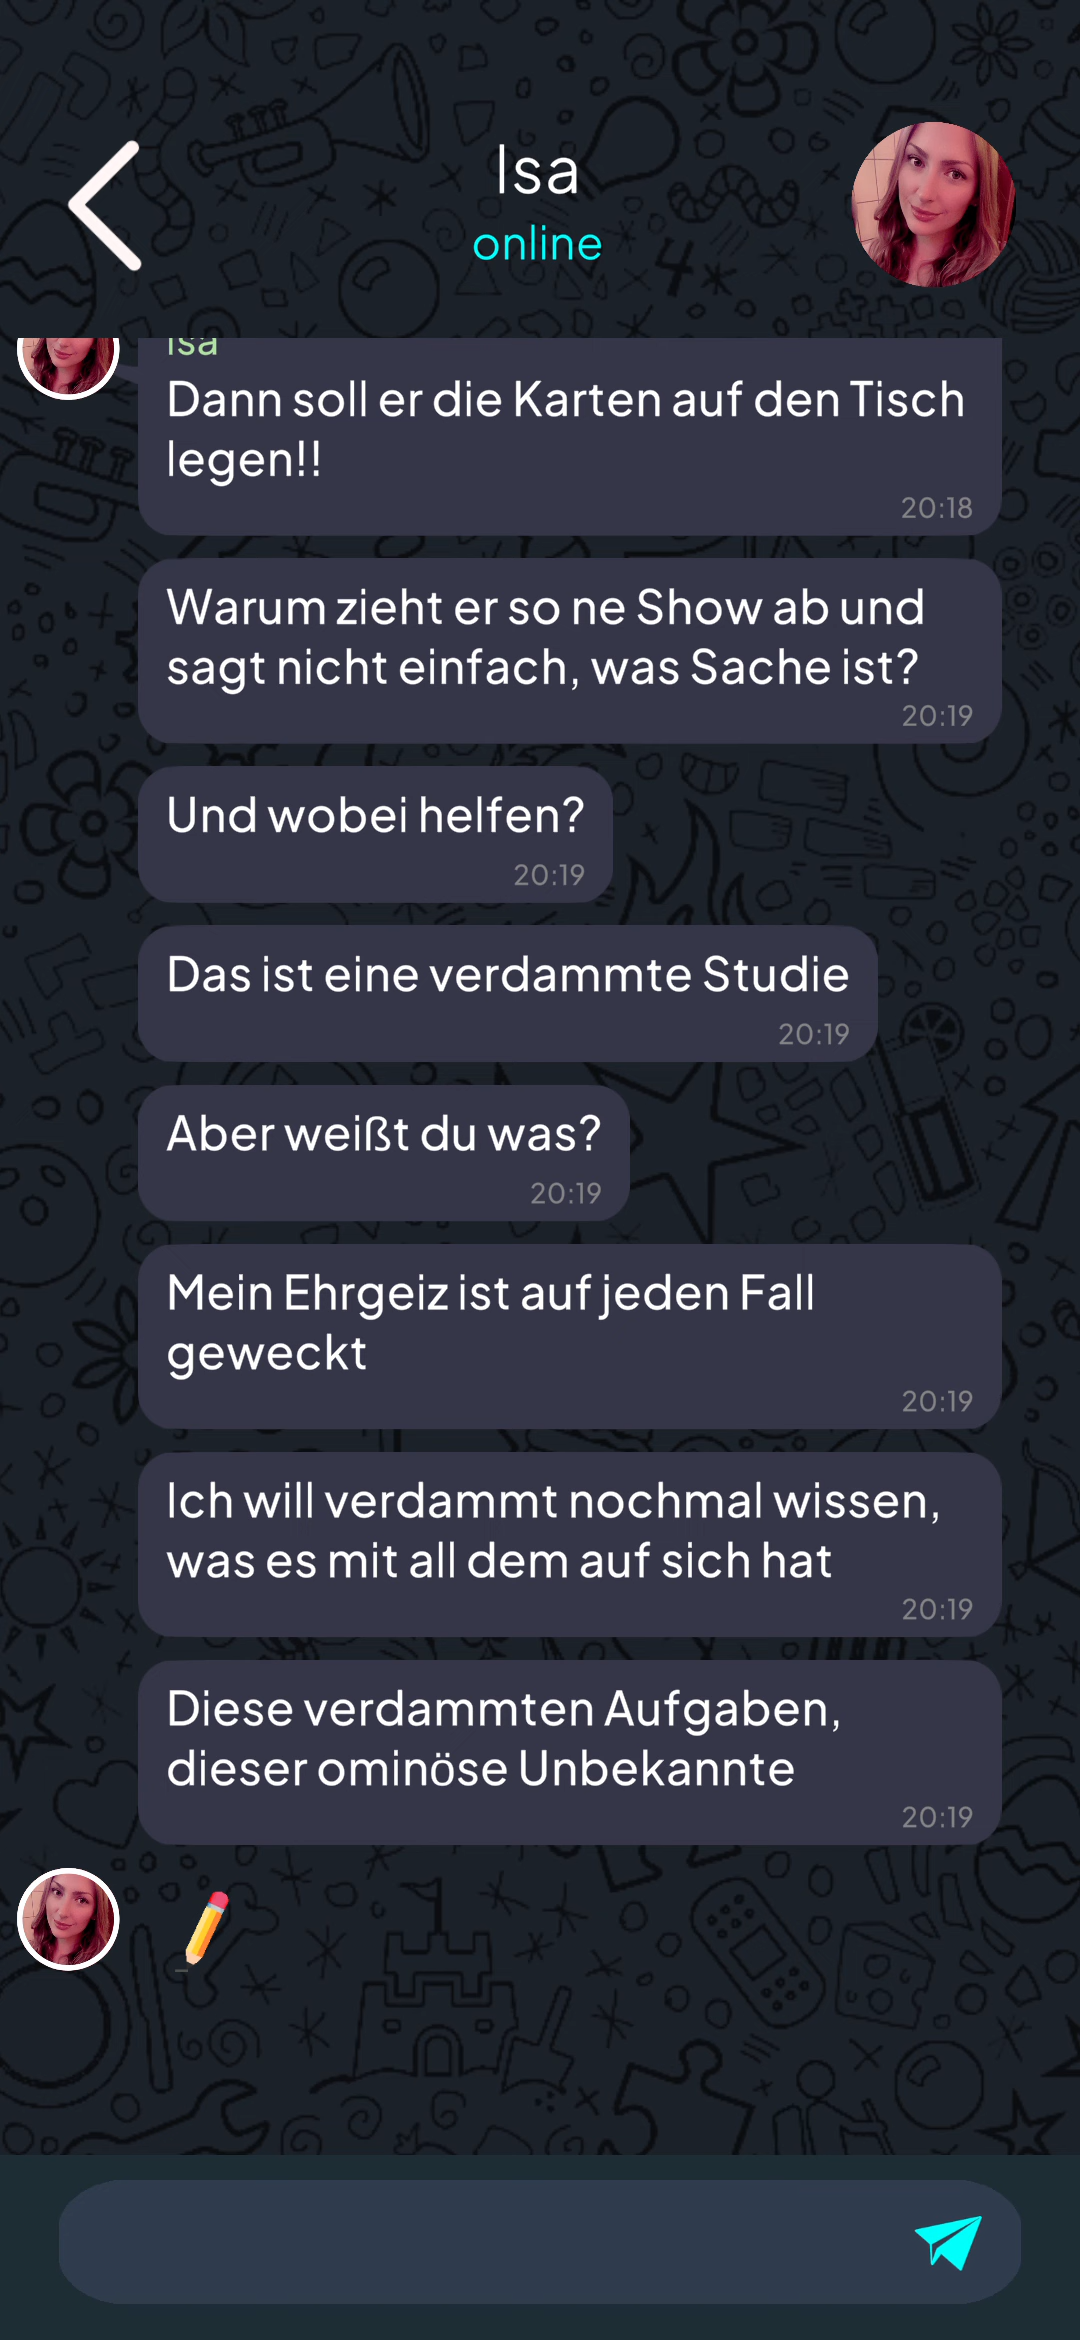 Isa
online
Isa
Dann soll er die Karten auf den Tisch
legen!!
20:18
Warum zieht er so ne Show ab und
sagt nicht einfach, was Sache ist?
20:19
Und wobei helfen?
20:19
Das ist eine verdammte Studie
20:19
Aber weißt du was?
20:19
Mein Ehrgeiz ist auf jeden Fall
geweckt
20:19
Ich will verdammt nochmal wissen,
was es mit all dem auf sich hat
20:19
Diese verdammten Aufgaben,
dieser ominöse Unbekannte
20:19